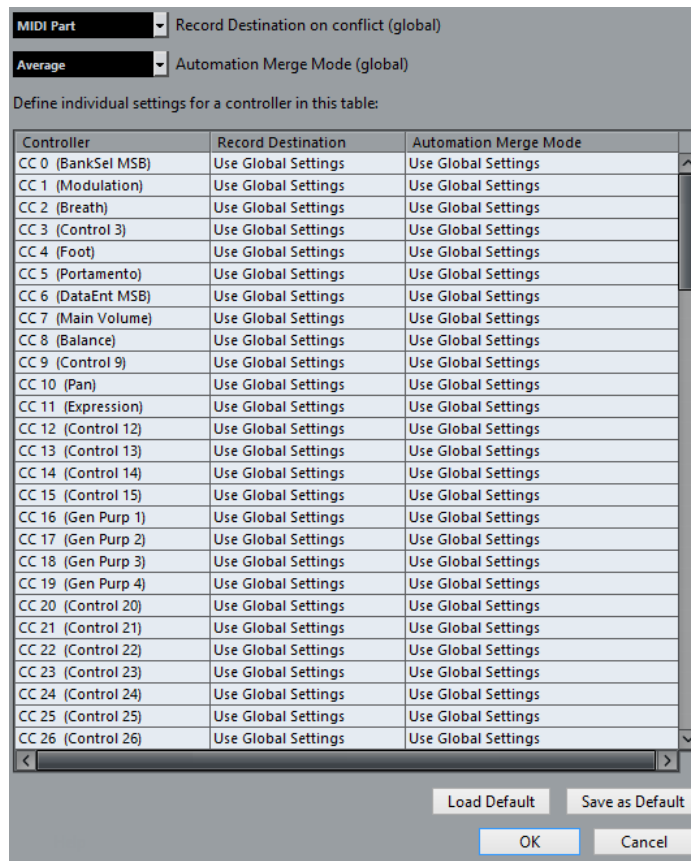 MIDI Part Record Destination on conflict (global)
Average Automation Merge Mode (global)
Define individual settings for a controller in this table:
Controller Record Destination Automation Merge Mode
CC 0 (BankSel MSB) Use Global Settings Use Global Settings
CC 1 (Modulation) Use Global Settings Use Global Settings
CC 2 (Breath) Use Global Settings Use Global Settings
CC 3 (Control 3) Use Global Settings Use Global Settings
CC 4 (Foot) Use Global Settings Use Global Settings
CC 5 (Portamento) Use Global Settings Use Global Settings
CC 6 (DataEnt MSB) Use Global Settings Use Global Settings
CC 7 (Main Volume) Use Global Settings Use Global Settings
CC 8 (Balance) Use Global Settings Use Global Settings
CC 9 (Control 9) Use Global Settings Use Global Settings
CC 10 (Pan) Use Global Settings Use Global Settings
CC 11 (Expression) Use Global Settings Use Global Settings
CC 12 (Control 12) Use Global Settings Use Global Settings
CC 13 (Control 13) Use Global Settings Use Global Settings
CC 14 (Control 14) Use Global Settings Use Global Settings
CC 15 (Control 15) Use Global Settings Use Global Settings
CC 16 (Gen Purp 1) Use Global Settings Use Global Settings
CC 17 (Gen Purp 2) Use Global Settings Use Global Settings
CC 18 (Gen Purp 3) Use Global Settings Use Global Settings
CC 19 (Gen Purp 4) Use Global Settings Use Global Settings
CC 20 (Control 20) Use Global Settings Use Global Settings
CC 21 (Control 21) Use Global Settings Use Global Settings
CC 22 (Control 22) Use Global Settings Use Global Settings
CC 23 (Control 23) Use Global Settings Use Global Settings
CC 24 (Control 24) Use Global Settings Use Global Settings
CC 25 (Control 25) Use Global Settings Use Global Settings
CC 26 (Control 26) Use Global Settings Use Global Settings
Load Default Save as Default
OK Cancel